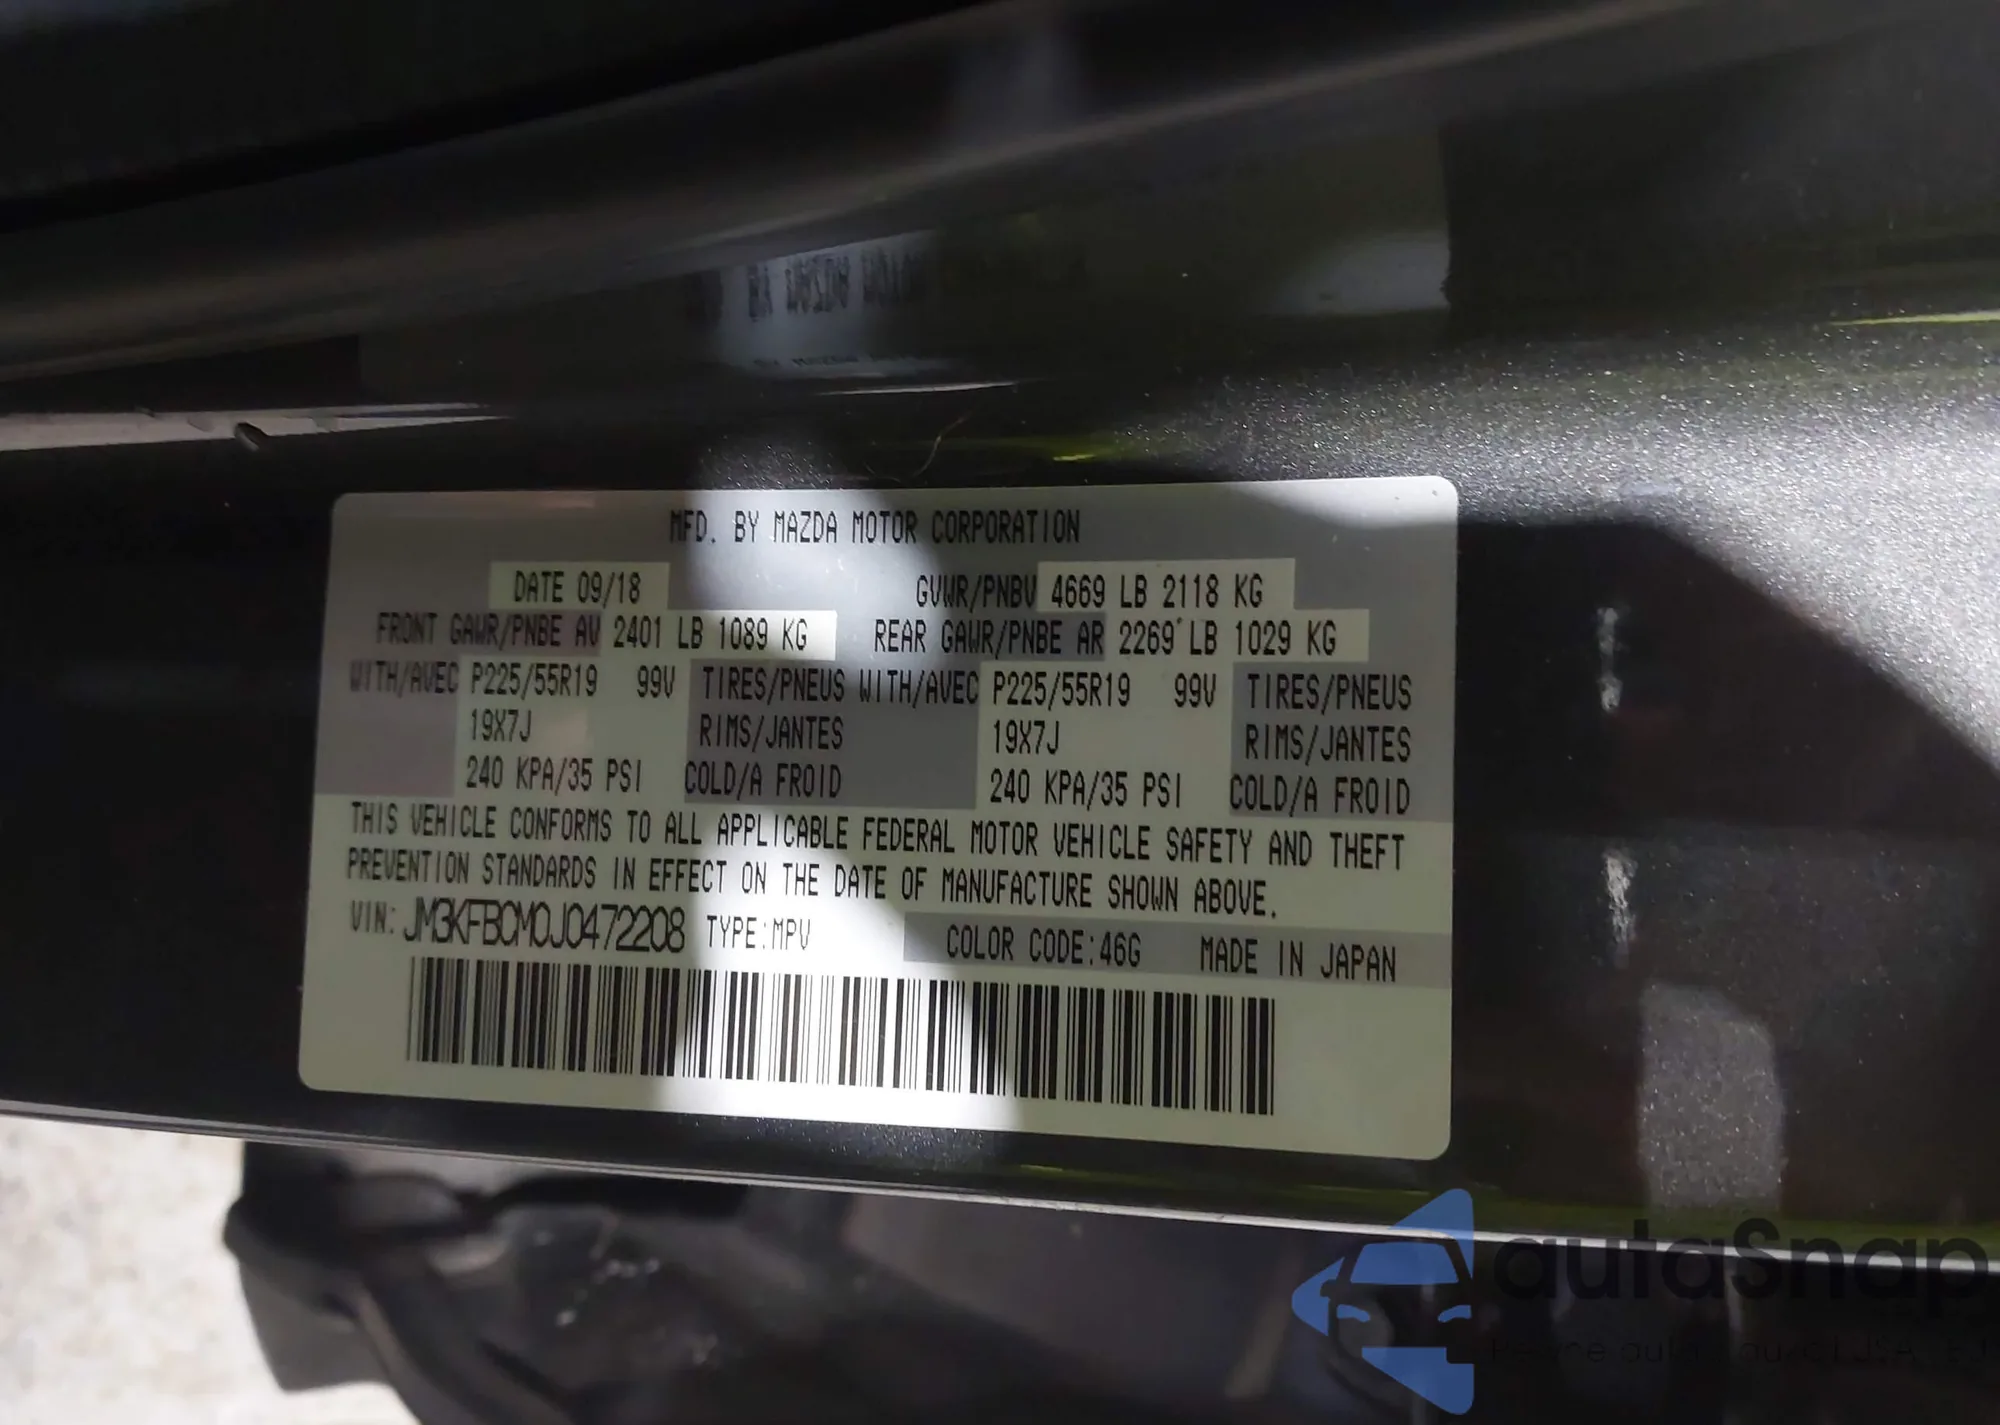 MFD. BY MAZDA MOTOR CORPORATION
DATE 09/18 GVWR/PNBV 4669 LB 2118 KG
FRONT GAWR/PNBE AV 2401 LB 1089 KG REAR GAWR/PNBE AR 2269 LB 1029 KG
WITH/AVEC P225/55R19 99V TIRES/PNEUS WITH/AVEC P225/55R19 99V TIRES/PNEUS
19X7J RIMS/JANTES 19X7J RIMS/JANTES
240 KPA/35 PSI COLD/A FROID 240 KPA/35 PSI COLD/A FROID
THIS VEHICLE CONFORMS TO ALL APPLICABLE FEDERAL MOTOR VEHICLE SAFETY AND THEFT
PREVENTION STANDARDS IN EFFECT ON THE DATE OF MANUFACTURE SHOWN ABOVE.
VIN: JM3KFBCM0J0472208 TYPE:MPV COLOR CODE:46G MADE IN JAPAN
autaSnap